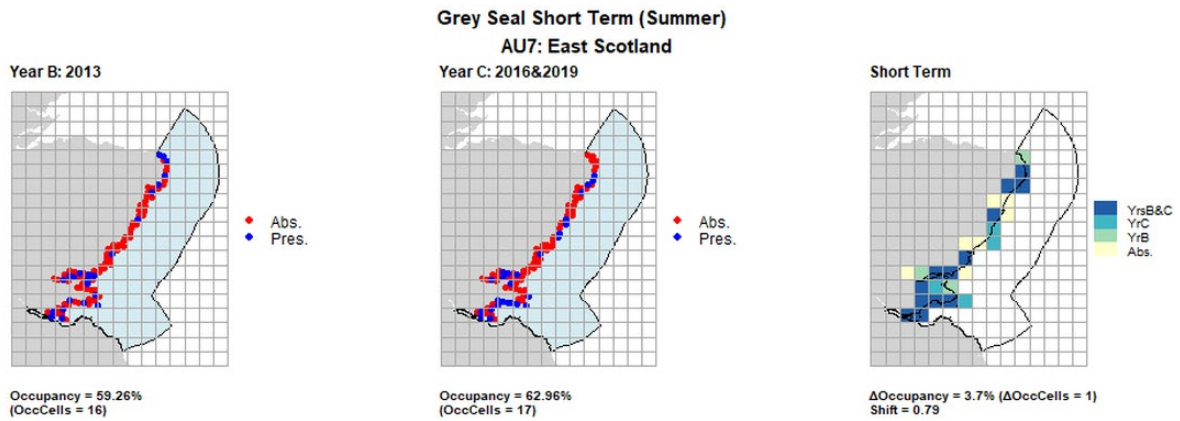 Grey Seal Short Term (Summer)
AU7: East Scotland
Year B: 2013
Abs.
Pres.
Occupancy = 59.26%
(OccCells = 16)
Year C: 2016&2019
Abs.
Pres.
Occupancy = 62.96%
(OccCells = 17)
Short Term
YrsB&C
YrC
YrB
Abs.
ΔOccupancy = 3.7% (ΔOccCells = 1)
Shift = 0.79